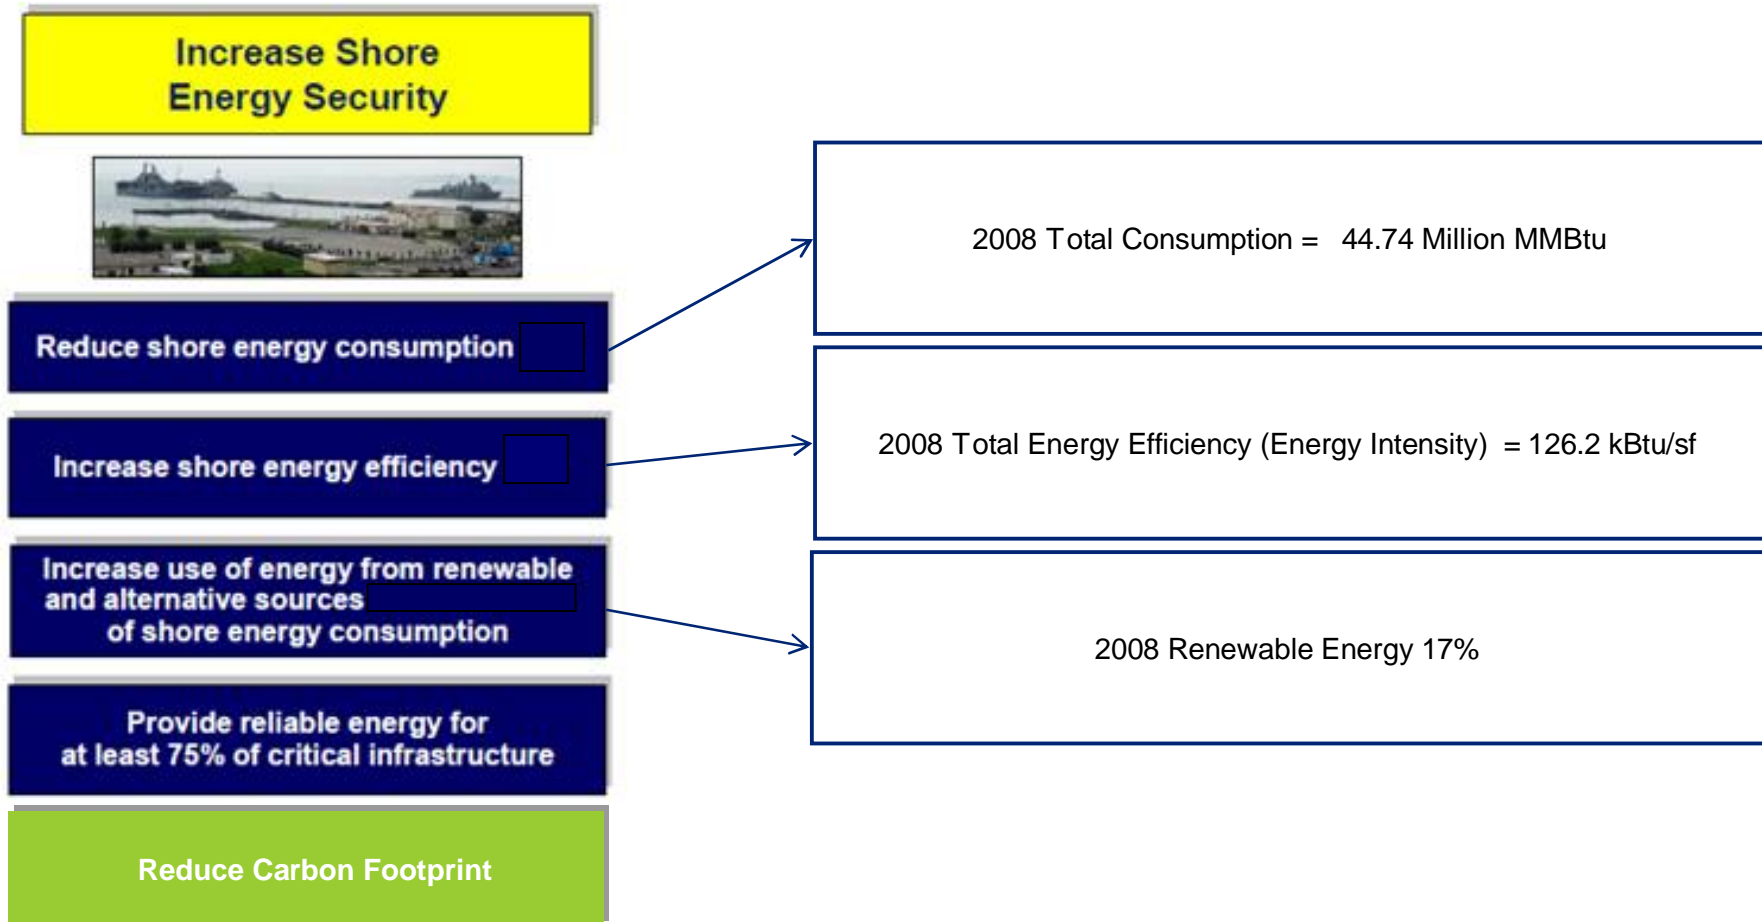 Increase Shore
Energy Security
Reduce shore energy consumption
Increase shore energy efficiency
Increase use of energy from renewable
and alternative sources
of shore energy consumption
Provide reliable energy for
at least 75% of critical infrastructure
Reduce Carbon Footprint
2008 Total Consumption = 44.74 Million MMBtu
2008 Total Energy Efficiency (Energy Intensity) = 126.2 kBtu/sf
2008 Renewable Energy 17%